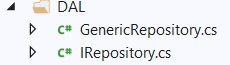 DAL
C# GenericRepository.cs
C# IRepository.cs